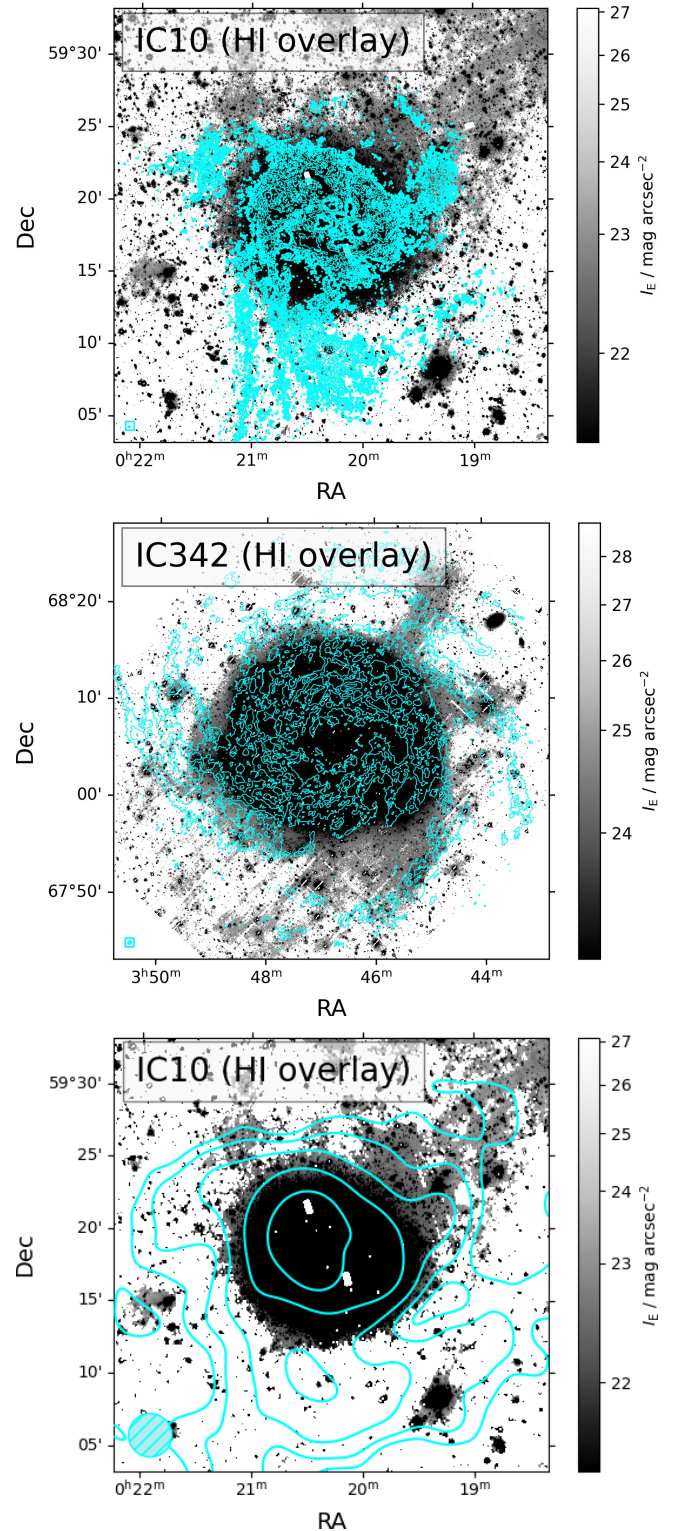 IC10 (HI overlay)
27
26
25
24
23
22
I_E / mag arcsec⁻²
59°30'
25'
20'
15'
10'
05'
Dec
0ʰ22ᵐ
21ᵐ
20ᵐ
19ᵐ
RA
IC342 (HI overlay)
28
27
26
25
24
I_E / mag arcsec⁻²
68°20'
10'
00'
67°50'
Dec
3ʰ50ᵐ
48ᵐ
46ᵐ
44ᵐ
RA
IC10 (HI overlay)
27
26
25
24
23
22
I_E / mag arcsec⁻²
59°30'
25'
20'
15'
10'
05'
Dec
0ʰ22ᵐ
21ᵐ
20ᵐ
19ᵐ
RA